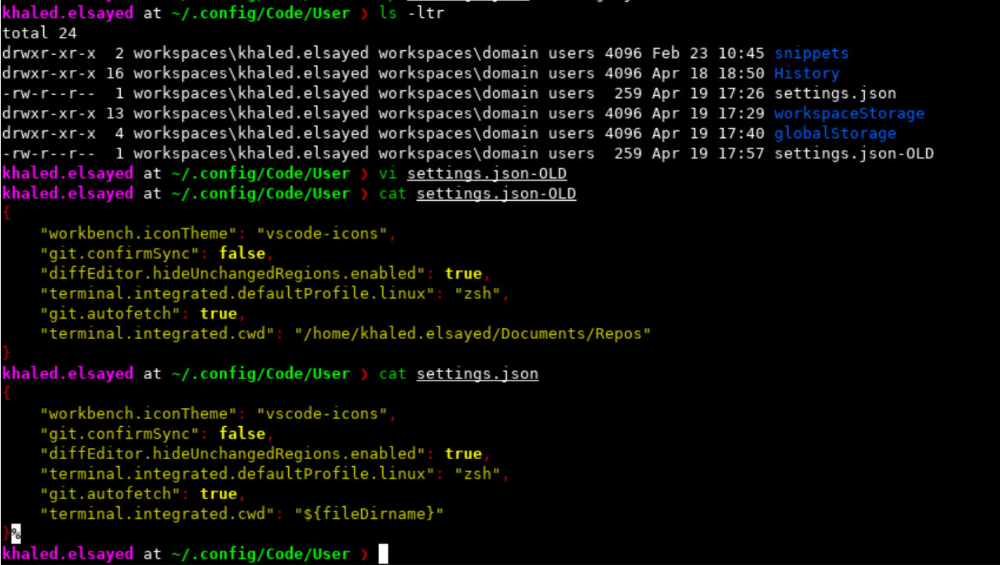 khaled.elsayed at ~/.config/Code/User ❯ ls -ltr
total 24
drwxr-xr-x  2 workspaces\khaled.elsayed workspaces\domain users 4096 Feb 23 10:45 snippets
drwxr-xr-x 16 workspaces\khaled.elsayed workspaces\domain users 4096 Apr 18 18:50 History
-rw-r--r--  1 workspaces\khaled.elsayed workspaces\domain users  259 Apr 19 17:26 settings.json
drwxr-xr-x 13 workspaces\khaled.elsayed workspaces\domain users 4096 Apr 19 17:29 workspaceStorage
drwxr-xr-x  4 workspaces\khaled.elsayed workspaces\domain users 4096 Apr 19 17:40 globalStorage
-rw-r--r--  1 workspaces\khaled.elsayed workspaces\domain users  259 Apr 19 17:57 settings.json-OLD
khaled.elsayed at ~/.config/Code/User ❯ vi settings.json-OLD
khaled.elsayed at ~/.config/Code/User ❯ cat settings.json-OLD
{
    "workbench.iconTheme": "vscode-icons",
    "git.confirmSync": false,
    "diffEditor.hideUnchangedRegions.enabled": true,
    "terminal.integrated.defaultProfile.linux": "zsh",
    "git.autofetch": true,
    "terminal.integrated.cwd": "/home/khaled.elsayed/Documents/Repos"
}
khaled.elsayed at ~/.config/Code/User ❯ cat settings.json
{
    "workbench.iconTheme": "vscode-icons",
    "git.confirmSync": false,
    "diffEditor.hideUnchangedRegions.enabled": true,
    "terminal.integrated.defaultProfile.linux": "zsh",
    "git.autofetch": true,
    "terminal.integrated.cwd": "${fileDirname}"
}%
khaled.elsayed at ~/.config/Code/User ❯